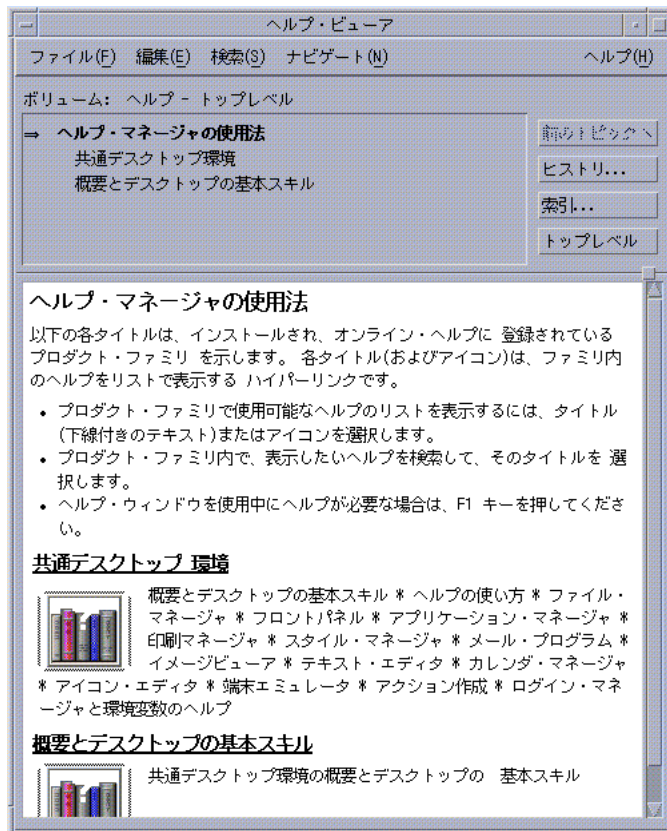 ヘルプ・ビューア
ファイル(F) 編集(E) 検索(S) ナビゲート(N) ヘルプ(H)
ボリューム: ヘルプ - トップレベル
⇒ ヘルプ・マネージャの使用法
共通デスクトップ環境
概要とデスクトップの基本スキル
前のトピックへ
ヒストリ...
索引...
トップレベル
ヘルプ・マネージャの使用法
以下の各タイトルは、インストールされ、オンライン・ヘルプに 登録されている
プロダクト・ファミリ を示します。 各タイトル(およびアイコン)は、ファミリ内
のヘルプをリストで表示する ハイパーリンクです。
• プロダクト・ファミリで使用可能なヘルプのリストを表示するには、タイトル
(下線付きのテキスト)またはアイコンを選択します。
• プロダクト・ファミリ内で、表示したいヘルプを検索して、そのタイトルを 選
択します。
• ヘルプ・ウィンドウを使用中にヘルプが必要な場合は、F1 キーを押してくださ
い。
共通デスクトップ 環境
概要とデスクトップの基本スキル * ヘルプの使い方 * ファイル・
マネージャ * フロントパネル * アプリケーション・マネージャ *
印刷マネージャ * スタイル・マネージャ * メール・プログラム *
イメージビューア * テキスト・エディタ * カレンダ・マネージャ
* アイコン・エディタ * 端末エミュレータ * アクション作成 * ログイン・マネ
ージャと環境変数のヘルプ
概要とデスクトップの基本スキル
共通デスクトップ環境の概要とデスクトップの 基本スキル